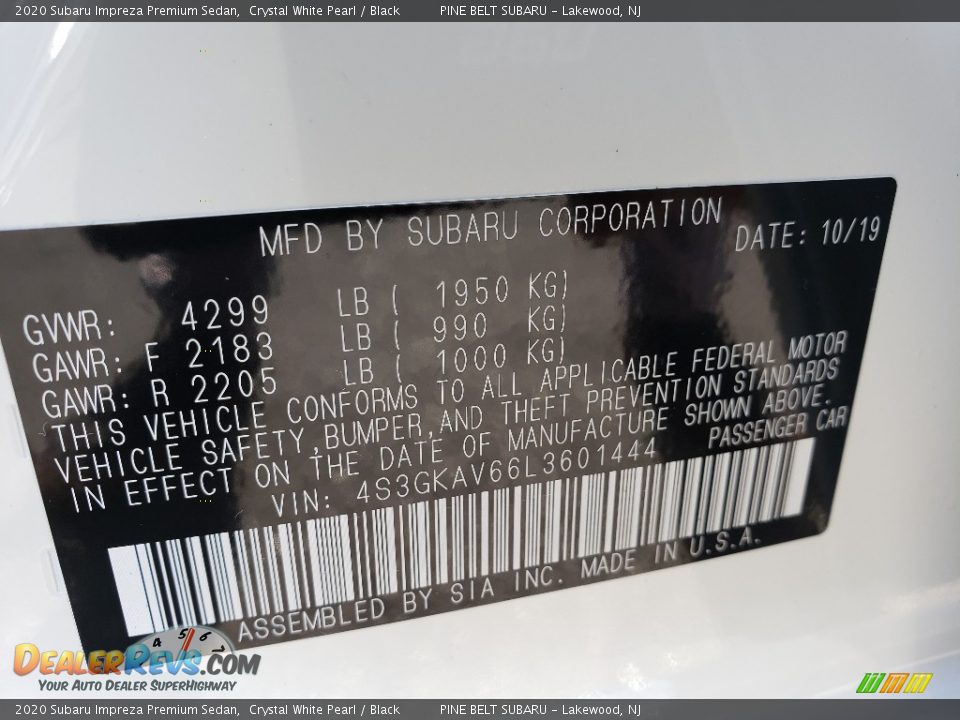 2020 Subaru Impreza Premium Sedan,  Crystal White Pearl / Black  PINE BELT SUBARU - Lakewood, NJ
MFD BY SUBARU CORPORATION
DATE: 10/19
GVWR: 4299 LB ( 1950 KG)
GAWR: F 2183 LB ( 990 KG)
GAWR: R 2205 LB ( 1000 KG)
THIS VEHICLE CONFORMS TO ALL APPLICABLE FEDERAL MOTOR
VEHICLE SAFETY,BUMPER,AND THEFT PREVENTION STANDARDS
IN EFFECT ON THE DATE OF MANUFACTURE SHOWN ABOVE.
VIN: 4S3GKAV66L3601444 PASSENGER CAR
ASSEMBLED BY SIA INC. MADE IN U.S.A.
4 5 6 7
DEALERREVS.COM
YOUR AUTO DEALER SUPERHIGHWAY
2020 Subaru Impreza Premium Sedan,  Crystal White Pearl / Black  PINE BELT SUBARU - Lakewood, NJ